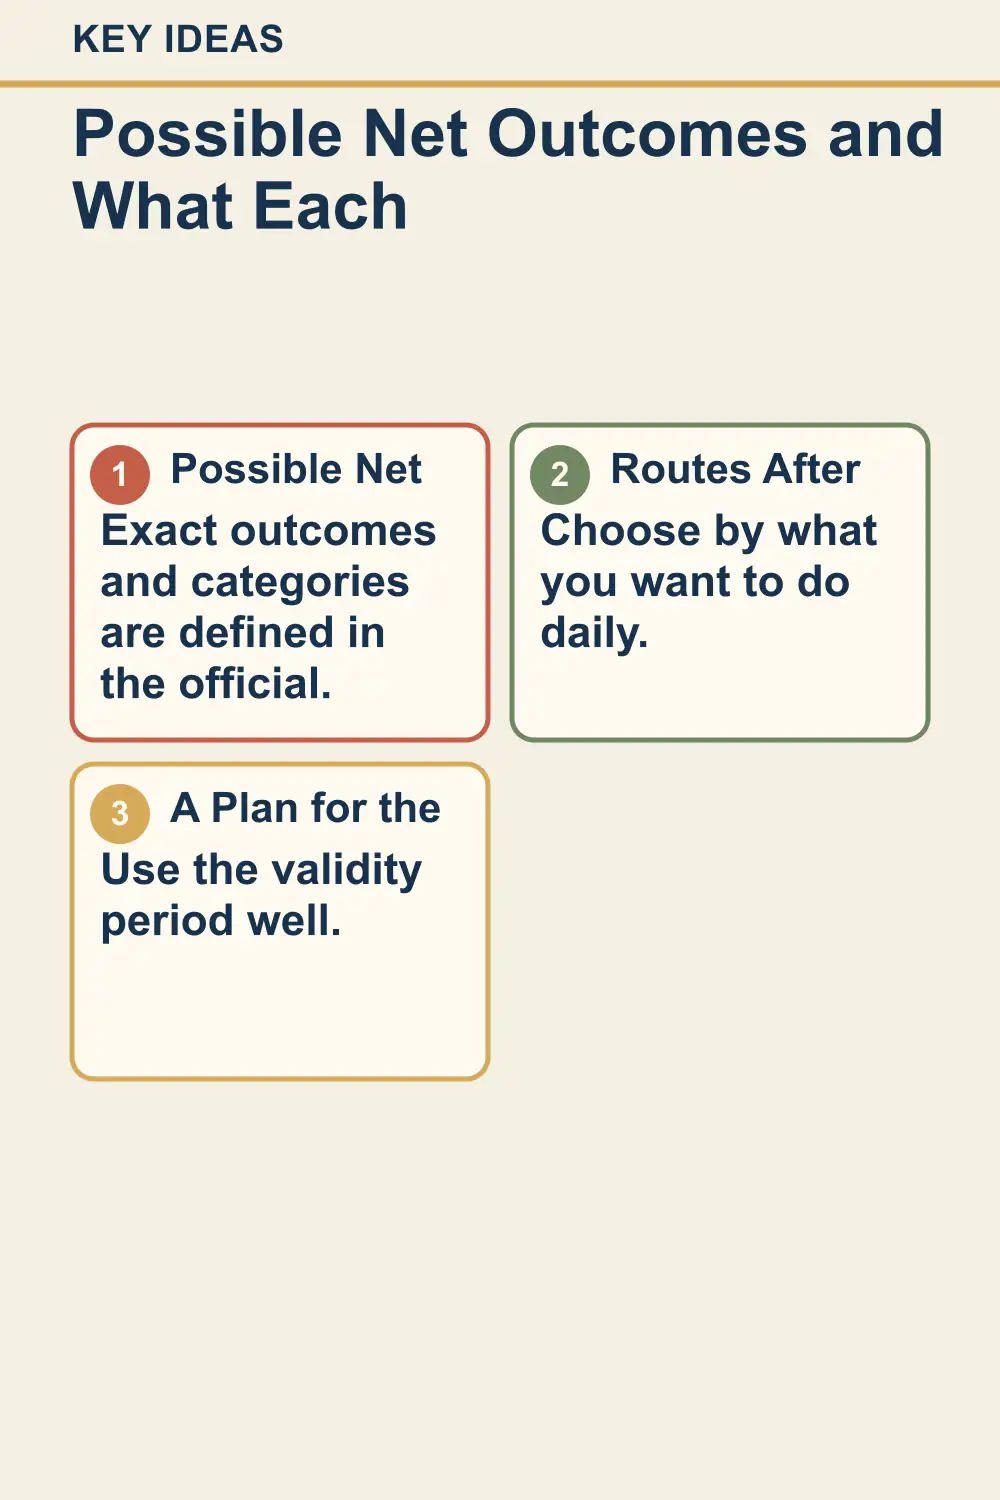 KEY IDEAS
Possible Net Outcomes and
What Each
1 Possible Net
Exact outcomes
and categories
are defined in
the official.
2 Routes After
Choose by what
you want to do
daily.
3 A Plan for the
Use the validity
period well.